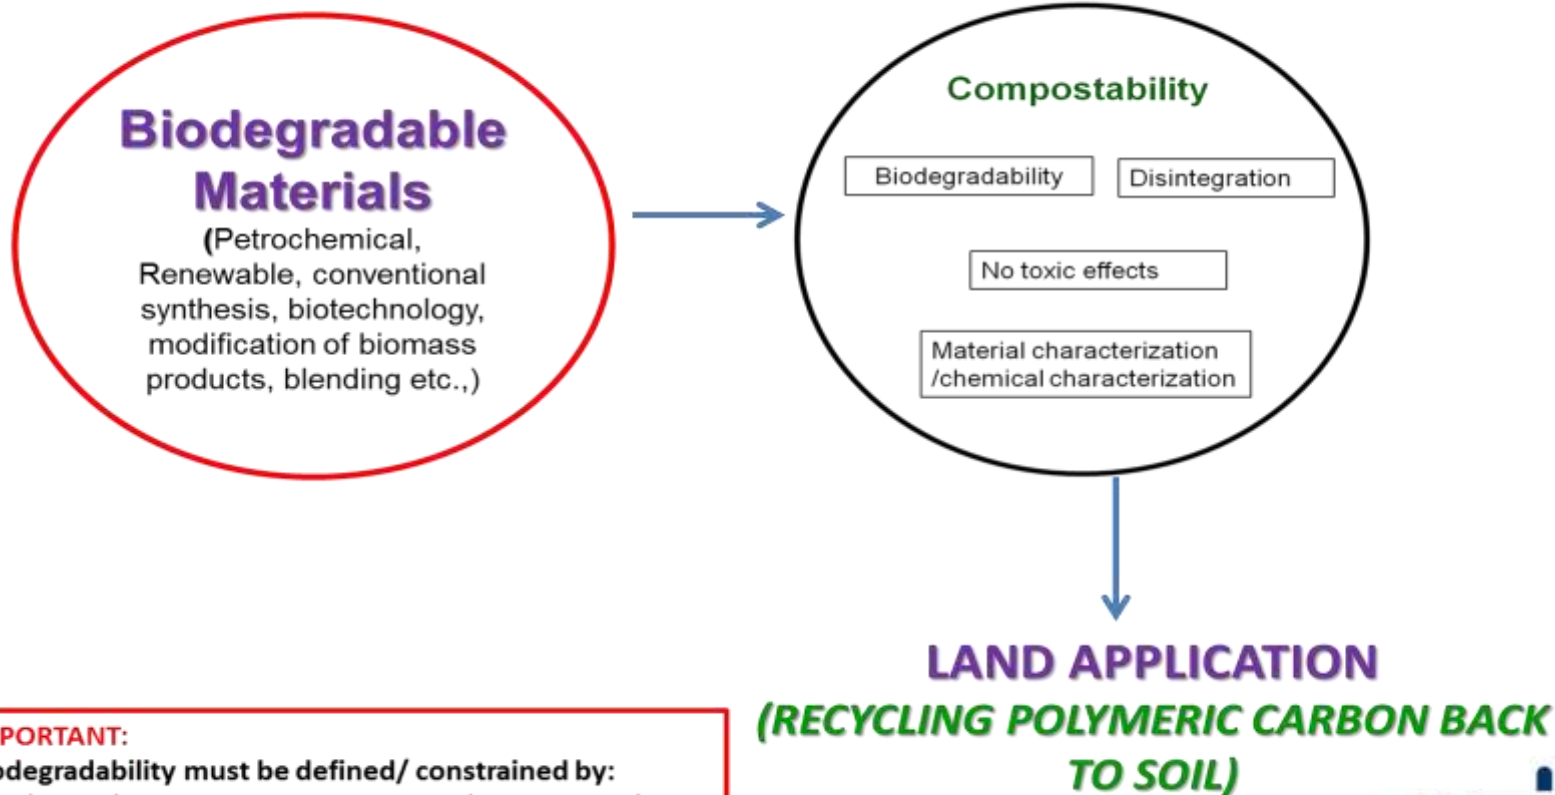 Biodegradable
Materials
(Petrochemical,
Renewable, conventional
synthesis, biotechnology,
modification of biomass
products, blending etc.,)
Compostability
Biodegradability
Disintegration
No toxic effects
Material characterization
/chemical characterization
LAND APPLICATION
(RECYCLING POLYMERIC CARBON BACK
TO SOIL)
PORTANT:
odegradability must be defined/ constrained by: